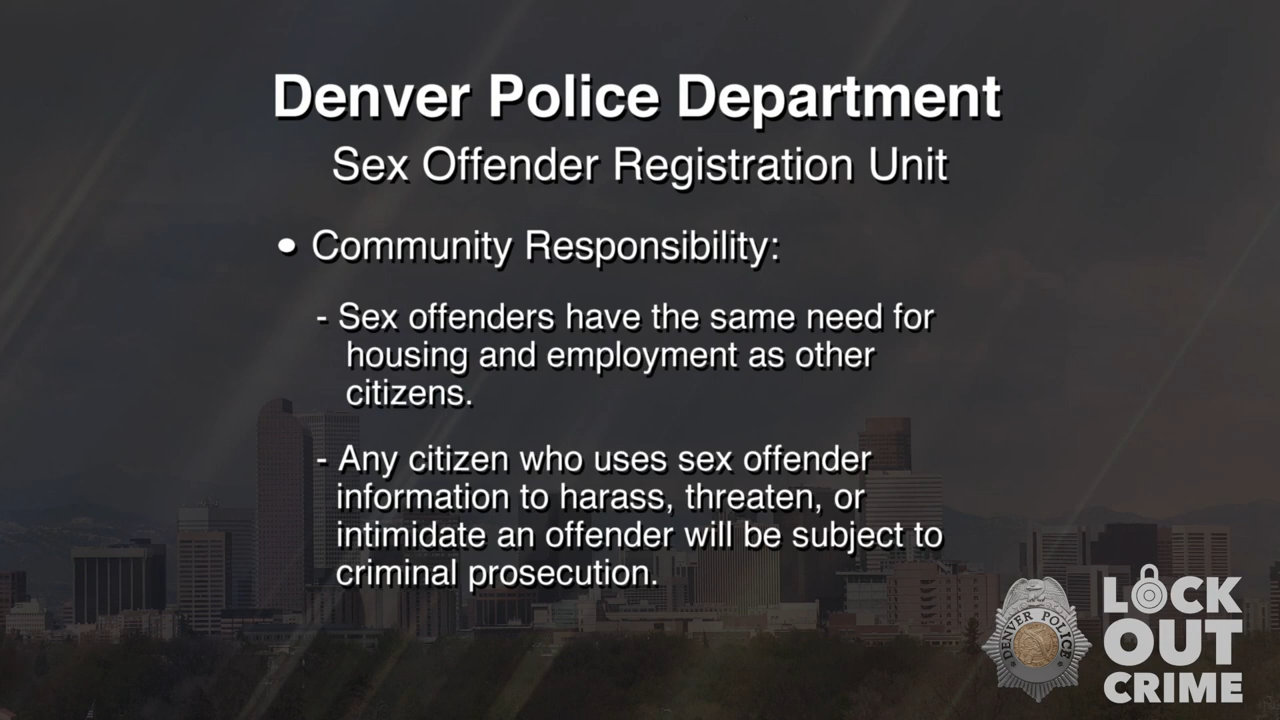 Denver Police Department
Sex Offender Registration Unit
• Community Responsibility:
- Sex offenders have the same need for
housing and employment as other
citizens.
- Any citizen who uses sex offender
information to harass, threaten, or
intimidate an offender will be subject to
criminal prosecution.
DENVER POLICE
LOCK
OUT
CRIME